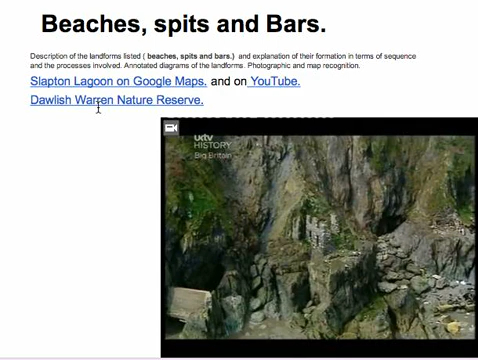 Beaches, spits and Bars.
Description of the landforms listed ( beaches, spits and bars.) and explanation of their formation in terms of sequence
and the processes involved. Annotated diagrams of the landforms. Photographic and map recognition.
Slapton Lagoon on Google Maps. and on YouTube.
Dawlish Warren Nature Reserve.
uktv
HISTORY
Big Britain